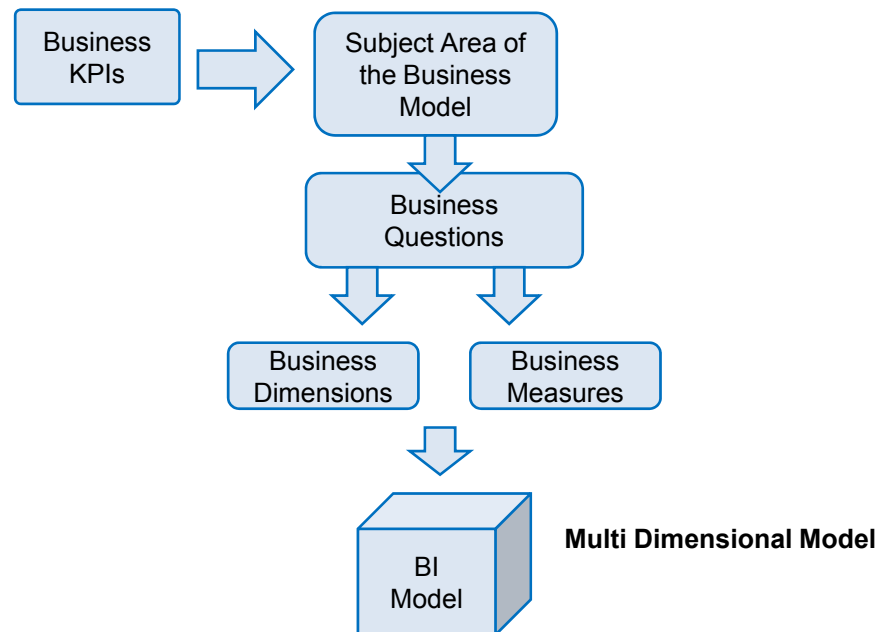 Business
KPIs
Subject Area of
the Business
Model
Business
Questions
Business
Dimensions
Business
Measures
BI
Model
Multi Dimensional Model